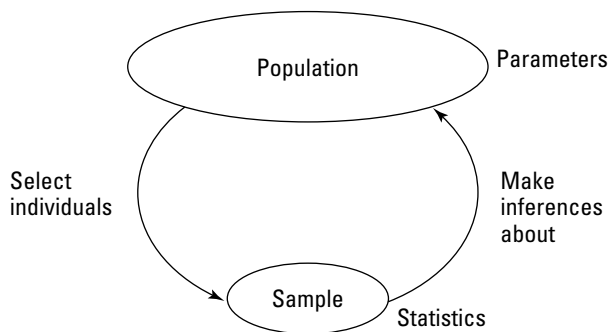 Population
Parameters
Select
individuals
Make
inferences
about
Sample
Statistics